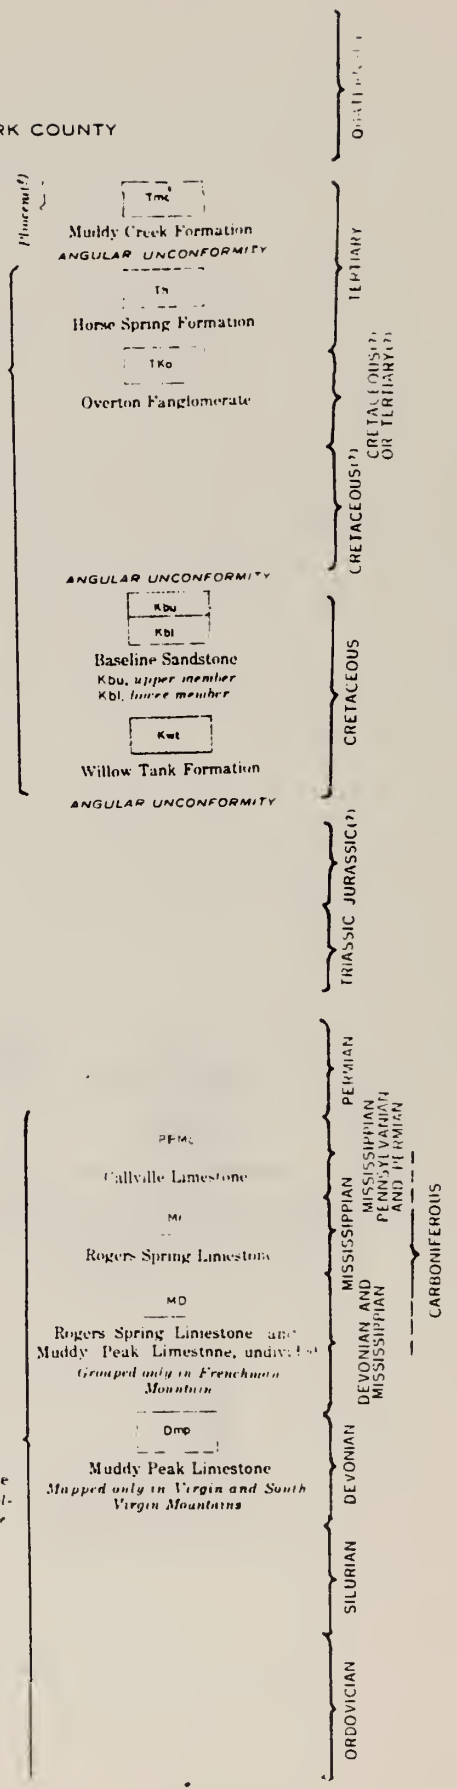 RK COUNTY
Tmc
Muddy Creek Formation
ANGULAR UNCONFORMITY
Th
Horse Spring Formation
TKo
Overton Fanglomerate
ANGULAR UNCONFORMITY
Kbu
Kbl
Baseline Sandstone
Kbu, upper member
Kbl, lower member
Kwt
Willow Tank Formation
ANGULAR UNCONFORMITY
Callville Limestone
Rogers Spring Limestone
MD
Rogers Spring Limestone and
Muddy Peak Limestone,
Grouped only in Frenchman
Mountain
Dmp
Muddy Peak Limestone
Mapped only in Virgin and South
Virgin Mountains
TERTIARY
CRETACEOUS(?)
OR TERTIARY(?)
CRETACEOUS(?)
CRETACEOUS
JURASSIC(?)
TRIASSIC
PERMIAN
MISSISSIPPIAN
PENNSYLVANIAN
AND PERMIAN
MISSISSIPPIAN
DEVONIAN AND
MISSISSIPPIAN
CARBONIFEROUS
DEVONIAN
SILURIAN
ORDOVICIAN